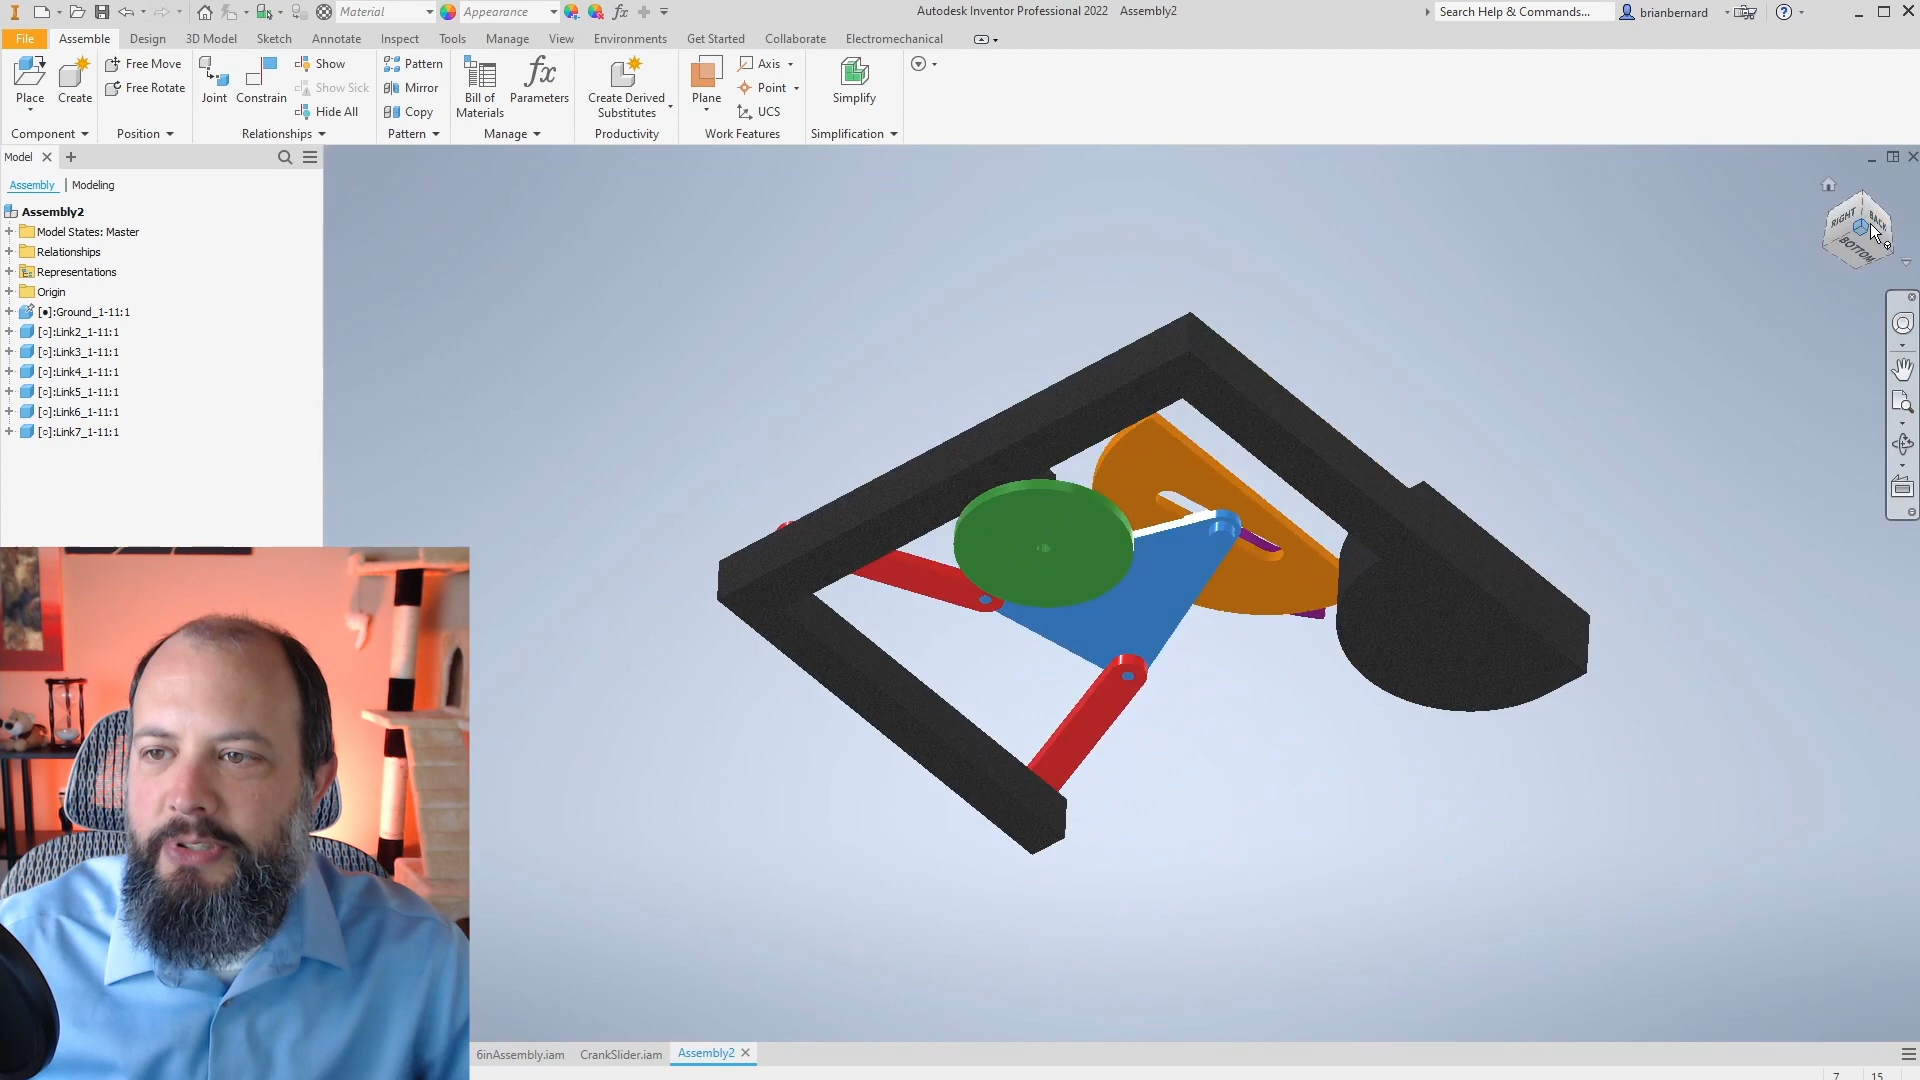 Material
Appearance
fx
Autodesk Inventor Professional 2022 Assembly2
Search Help & Commands...
brianbernard
File
Assemble
Design
3D Model
Sketch
Annotate
Inspect
Tools
Manage
View
Environments
Get Started
Collaborate
Electromechanical
Place
Create
Component
Free Move
Free Rotate
Position
Joint
Constrain
Show
Show Sick
Hide All
Relationships
Pattern
Mirror
Copy
Pattern
Bill of
Materials
fx
Parameters
Manage
Create Derived
Substitutes
Productivity
Plane
Axis
Point
UCS
Work Features
Simplify
Simplification
Model
Assembly | Modeling
Assembly2
Model States: Master
Relationships
Representations
Origin
[●]:Ground_1-11:1
[○]:Link2_1-11:1
[○]:Link3_1-11:1
[○]:Link4_1-11:1
[○]:Link5_1-11:1
[○]:Link6_1-11:1
[○]:Link7_1-11:1
RIGHT
BACK
BOTTOM
6inAssembly.iam
CrankSlider.iam
Assembly2
7 15